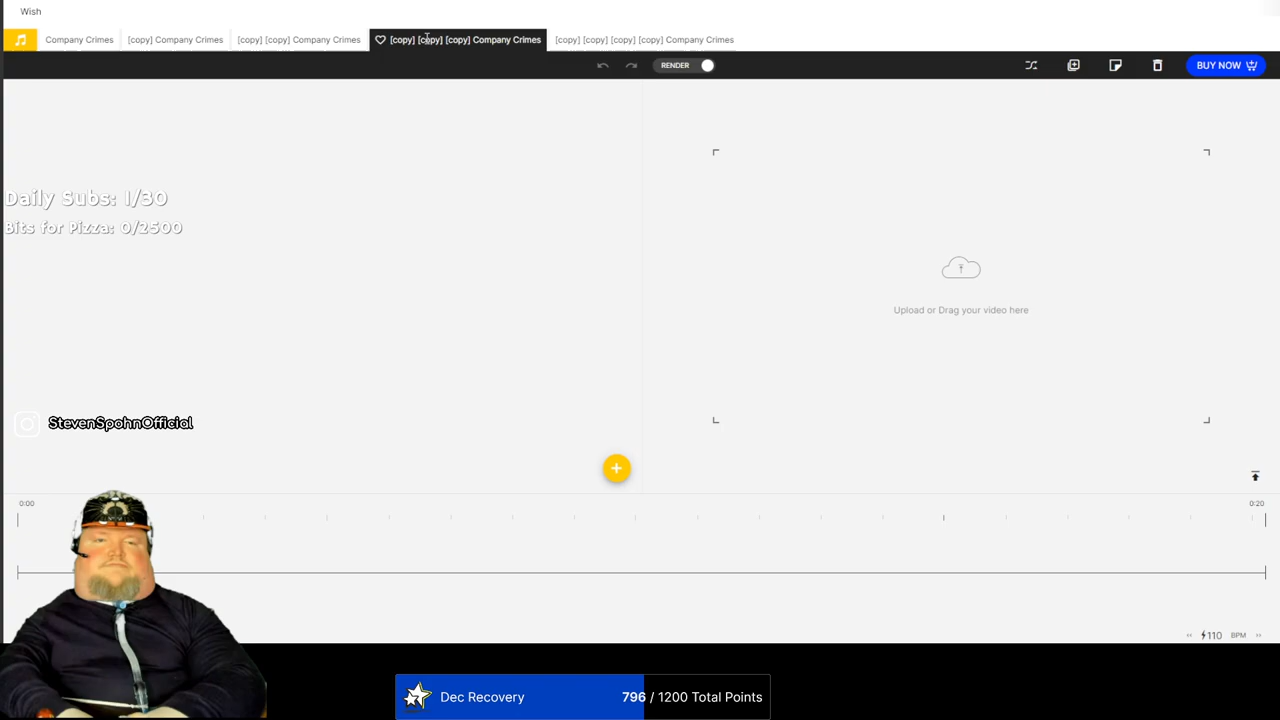 Wish
Company Crimes
[copy] Company Crimes
[copy] [copy] Company Crimes
[copy] [copy] [copy] Company Crimes
[copy] [copy] [copy] [copy] Company Crimes
RENDER
BUY NOW
Daily Subs: 1/30
Bits for Pizza: 0/2500
Upload or Drag your video here
StevenSpohnOfficial
0:00
0:20
110 BPM
Dec Recovery
796 / 1200 Total Points